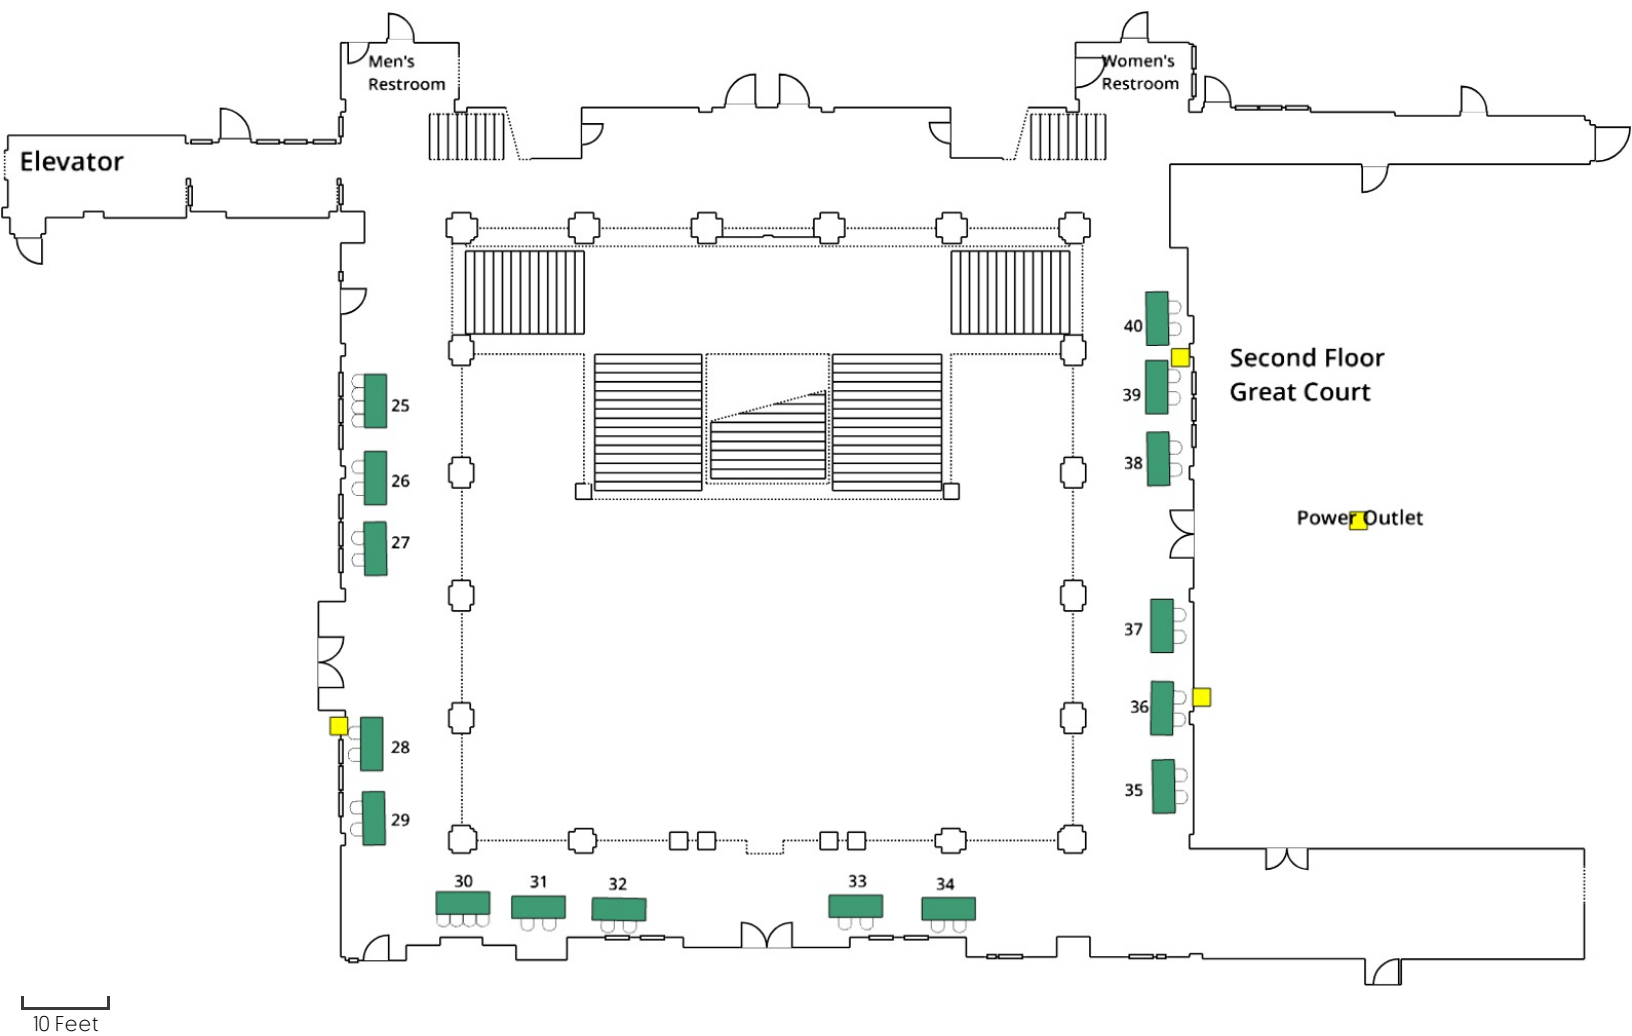 Men's
Restroom
Women's
Restroom
Elevator
40
Second Floor
Great Court
39
25
38
26
Power Outlet
27
37
36
28
35
29
30
31
32
33
34
10 Feet